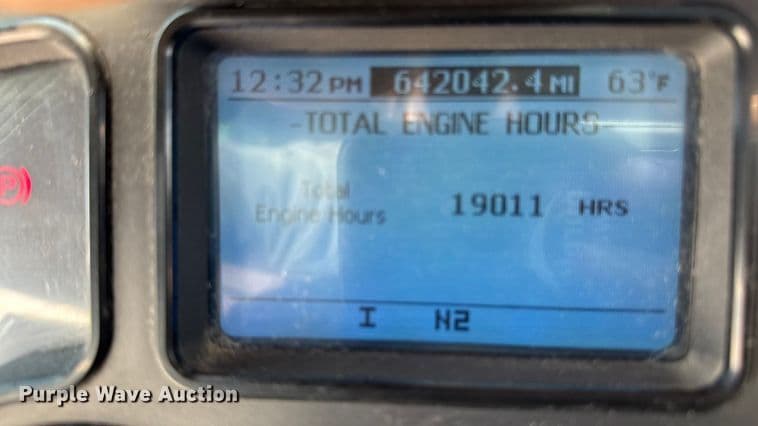 12:32 PM 642042.4 MI 63°F
-TOTAL ENGINE HOURS-
Total
Engine Hours 19011 HRS
I N2
Purple Wave Auction